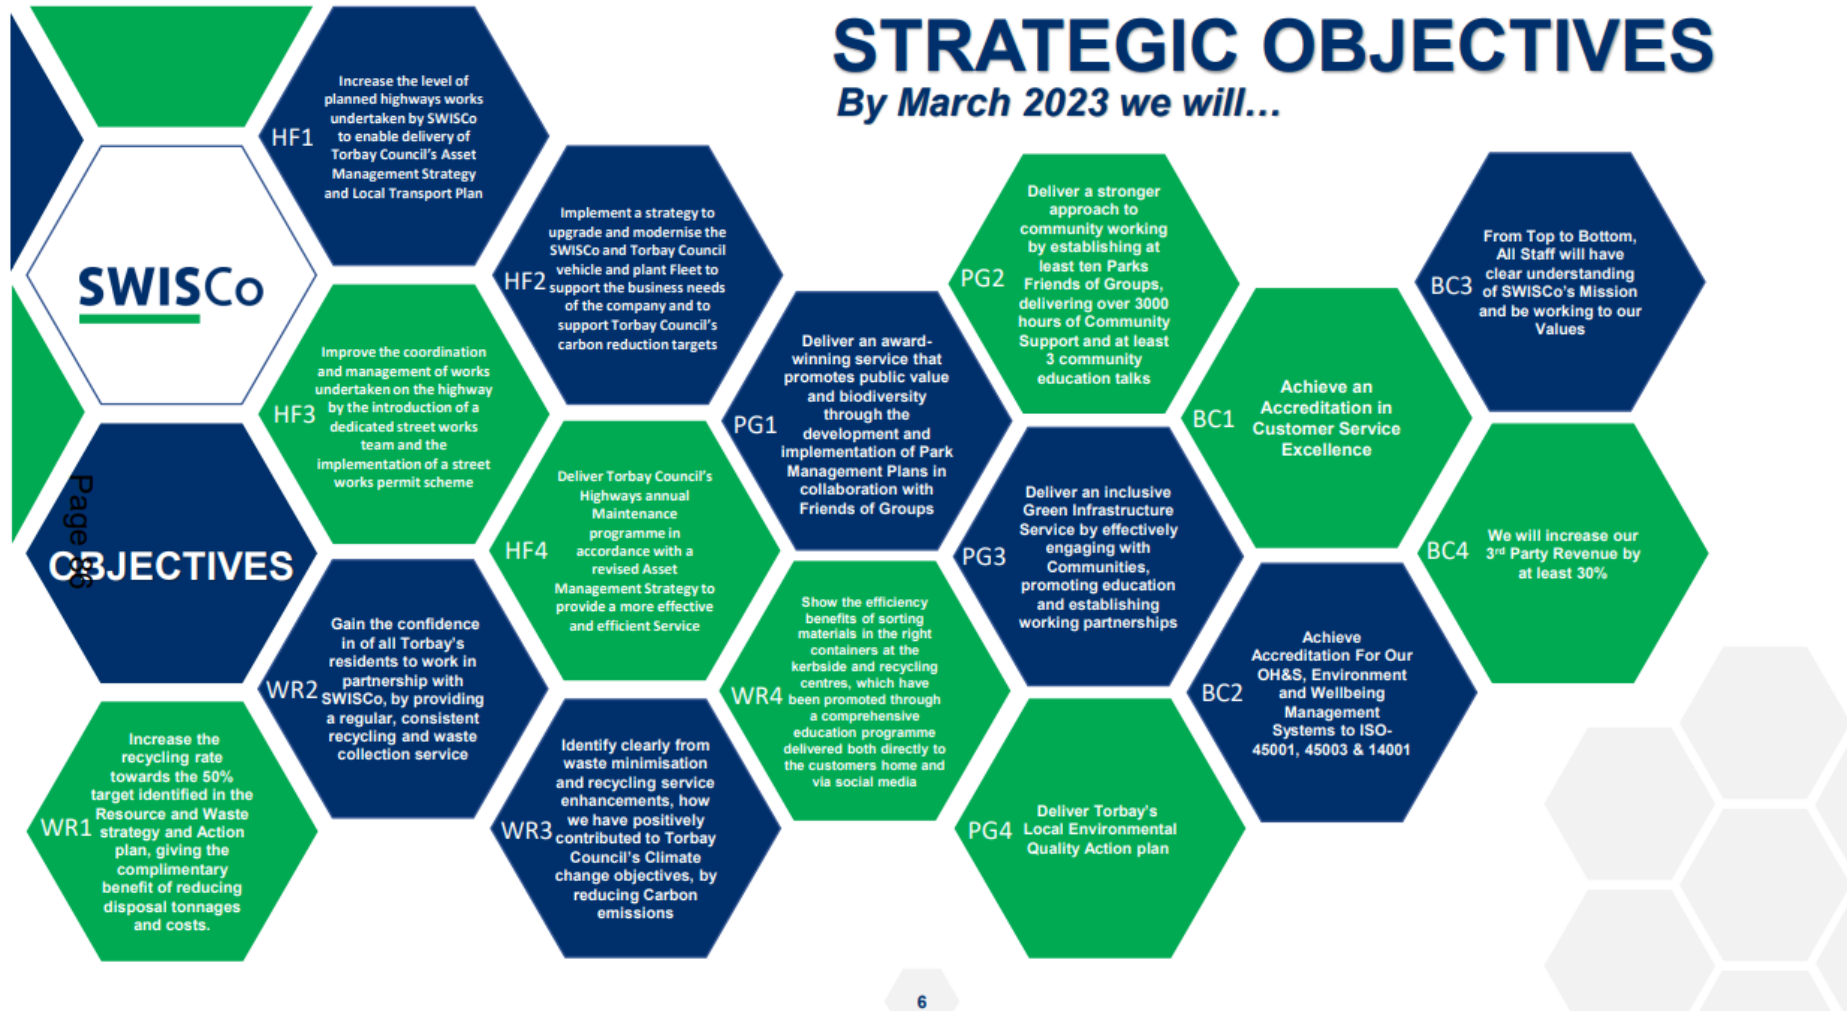 STRATEGIC OBJECTIVES
By March 2023 we will...
SWISCo
OBJECTIVES
Page 86
HF1
Increase the level of
planned highways works
undertaken by SWISCo
to enable delivery of
Torbay Council's Asset
Management Strategy
and Local Transport Plan
HF2
Implement a strategy to
upgrade and modernise the
SWISCo and Torbay Council
vehicle and plant Fleet to
support the business needs
of the company and to
support Torbay Council's
carbon reduction targets
HF3
Improve the coordination
and management of works
undertaken on the highway
by the introduction of a
dedicated street works
team and the
implementation of a street
works permit scheme
HF4
Deliver Torbay Council's
Highways annual
Maintenance
programme in
accordance with a
revised Asset
Management Strategy to
provide a more effective
and efficient Service
WR1
Increase the
recycling rate
towards the 50%
target identified in the
Resource and Waste
strategy and Action
plan, giving the
complimentary
benefit of reducing
disposal tonnages
and costs.
WR2
Gain the confidence
in of all Torbay's
residents to work in
partnership with
SWISCo, by providing
a regular, consistent
recycling and waste
collection service
WR3
Identify clearly from
waste minimisation
and recycling service
enhancements, how
we have positively
contributed to Torbay
Council's Climate
change objectives, by
reducing Carbon
emissions
WR4
Show the efficiency
benefits of sorting
materials in the right
containers at the
kerbside and recycling
centres, which have
been promoted through
a comprehensive
education programme
delivered both directly to
the customers home and
via social media
PG1
Deliver an award-
winning service that
promotes public value
and biodiversity
through the
development and
implementation of Park
Management Plans in
collaboration with
Friends of Groups
PG2
Deliver a stronger
approach to
community working
by establishing at
least ten Parks
Friends of Groups,
delivering over 3000
hours of Community
Support and at least
3 community
education talks
PG3
Deliver an inclusive
Green Infrastructure
Service by effectively
engaging with
Communities,
promoting education
and establishing
working partnerships
PG4
Deliver Torbay's
Local Environmental
Quality Action plan
BC1
Achieve an
Accreditation in
Customer Service
Excellence
BC2
Achieve
Accreditation For Our
OH&S, Environment
and Wellbeing
Management
Systems to ISO-
45001, 45003 & 14001
BC3
From Top to Bottom,
All Staff will have
clear understanding
of SWISCo's Mission
and be working to our
Values
BC4
We will increase our
3rd Party Revenue by
at least 30%
6